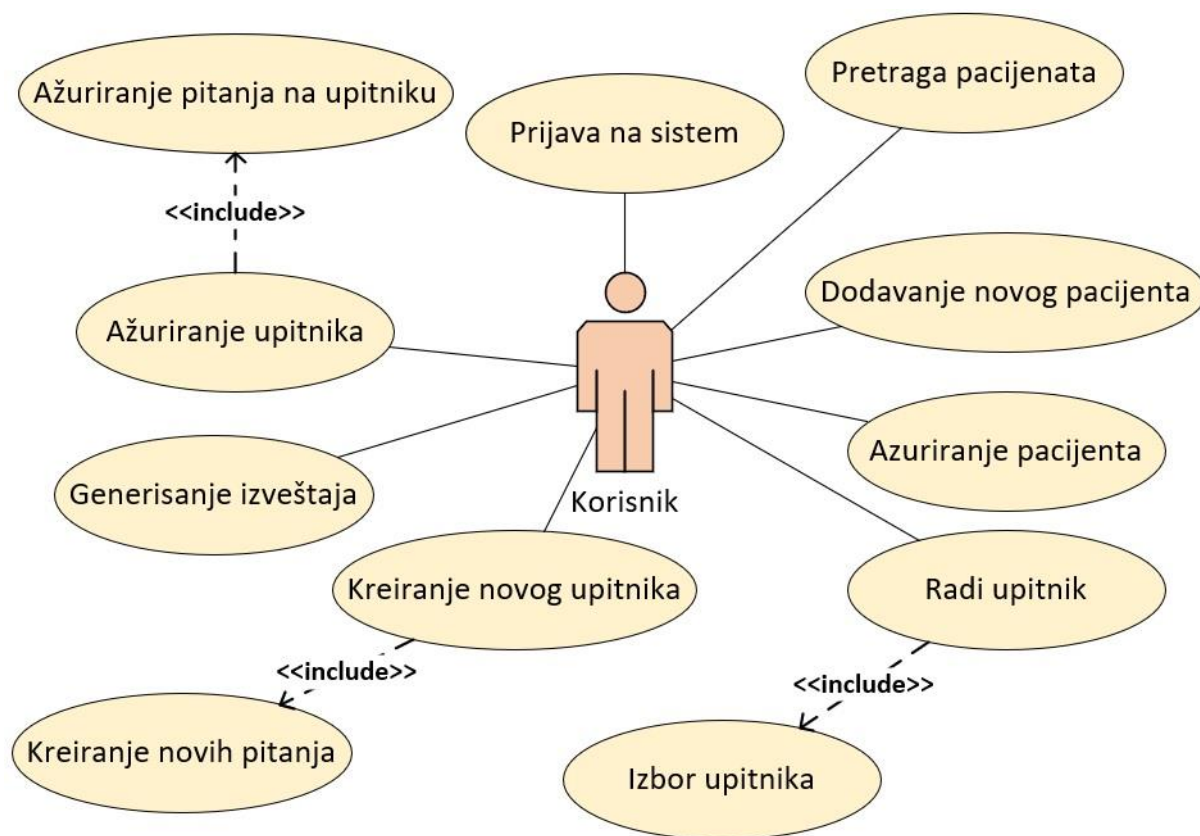 Pretraga pacijenata
Ažuriranje pitanja na upitniku
Prijava na sistem
<<include>>
Dodavanje novog pacijenta
Ažuriranje upitnika
Azuriranje pacijenta
Generisanje izveštaja
Korisnik
Kreiranje novog upitnika
Radi upitnik
<<include>>
<<include>>
Kreiranje novih pitanja
Izbor upitnika